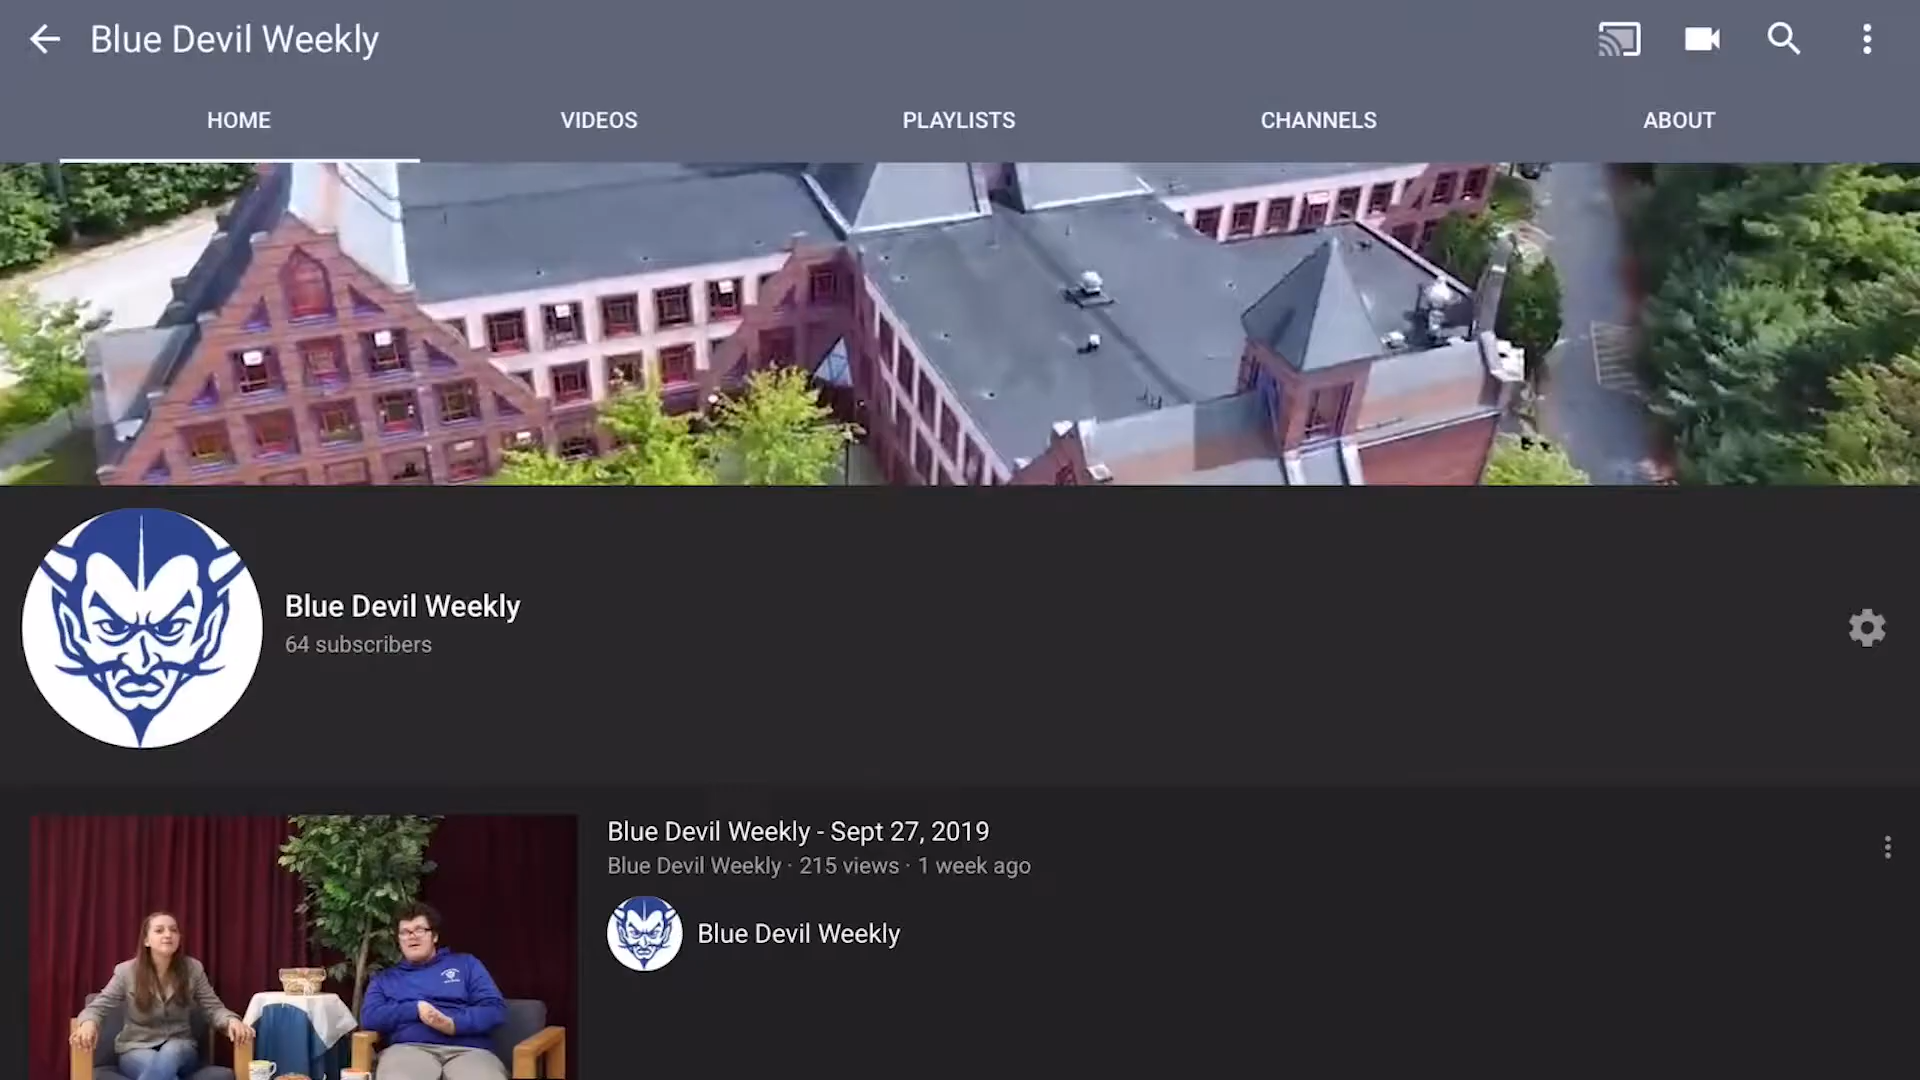 Blue Devil Weekly
HOME
VIDEOS
PLAYLISTS
CHANNELS
ABOUT
Blue Devil Weekly
64 subscribers
Blue Devil Weekly - Sept 27, 2019
Blue Devil Weekly · 215 views · 1 week ago
Blue Devil Weekly